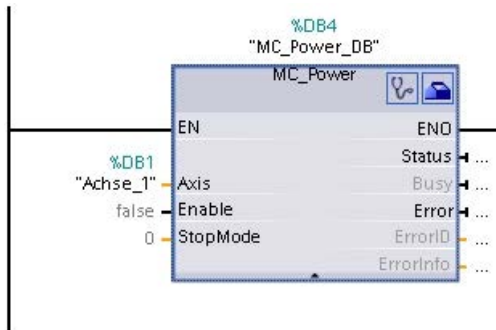 %DB4
"MC_Power_DB"
MC_Power
EN ENO
Status ...
%DB1
"Achse_1" Axis Busy ...
false Enable Error ...
0 StopMode ErrorID ...
ErrorInfo ...